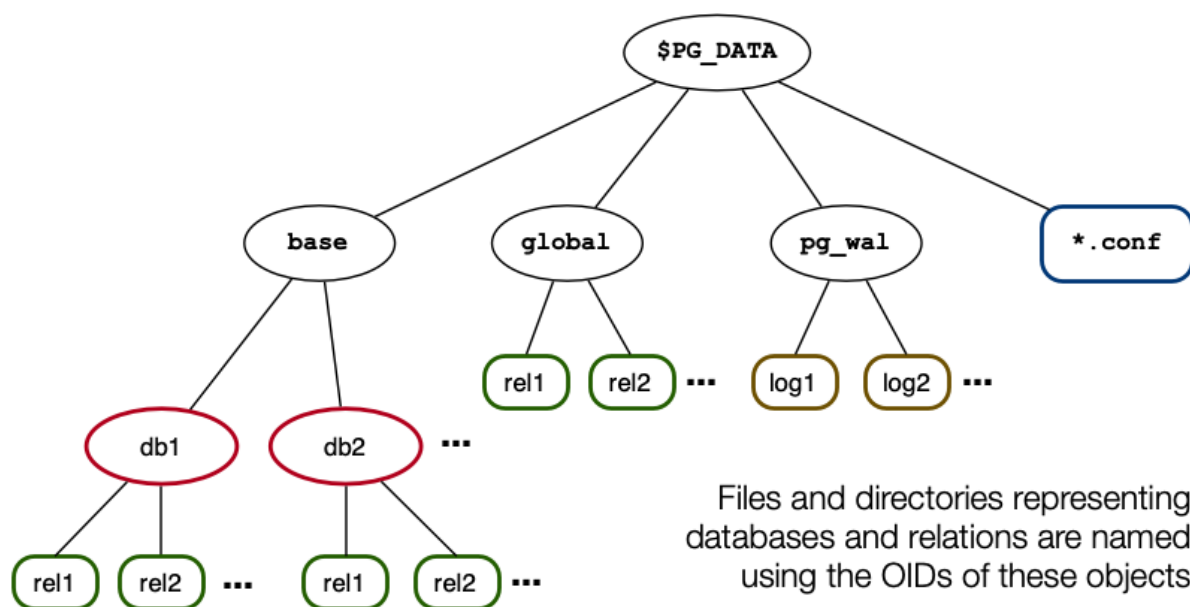 $PG_DATA
base
global
pg_wal
*.conf
rel1
rel2
...
log1
log2
...
db1
db2
...
Files and directories representing
databases and relations are named
using the OIDs of these objects
rel1
rel2
...
rel1
rel2
...